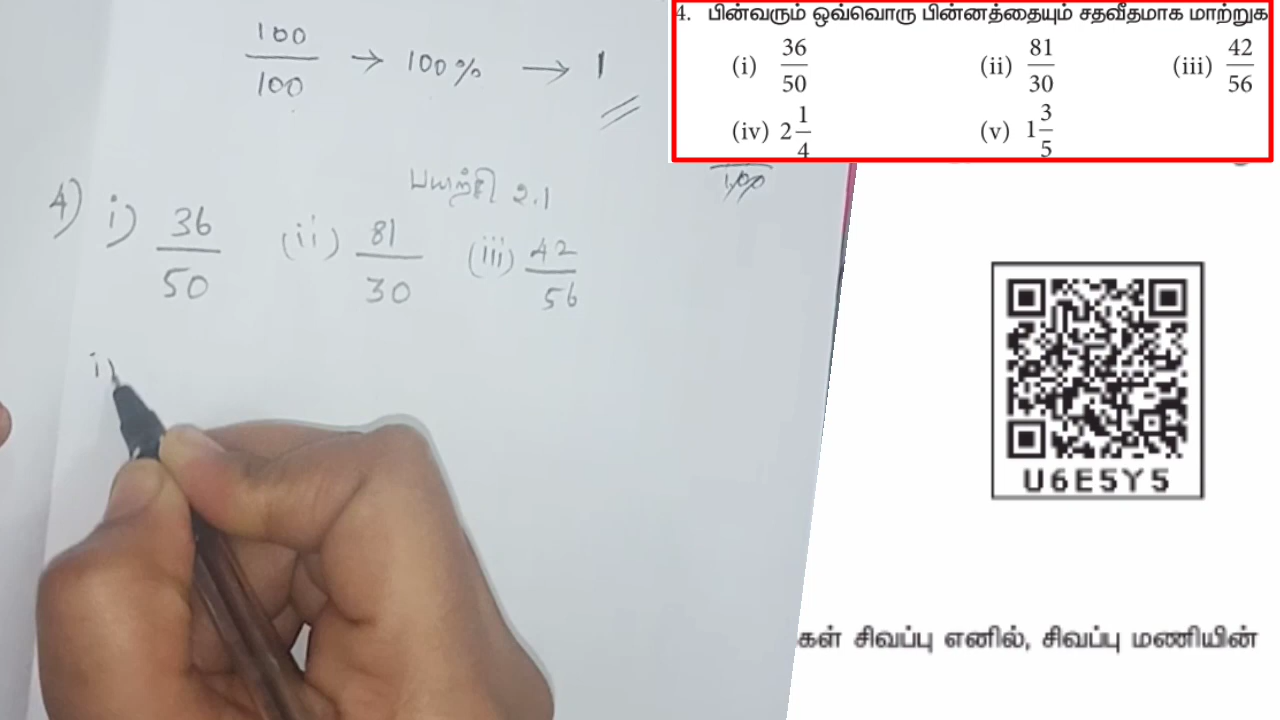 100/100 → 100% → 1
4. பின்வரும் ஒவ்வொரு பின்னத்தையும் சதவீதமாக மாற்றுக
(i) 36/50 (ii) 81/30 (iii) 42/56
(iv) 2 1/4 (v) 1 3/5
100
பயிற்சி 2.1
4) i) 36/50 (ii) 81/30 (iii) 42/56
i)
U6E5Y5
கள் சிவப்பு எனில், சிவப்பு மணியின்